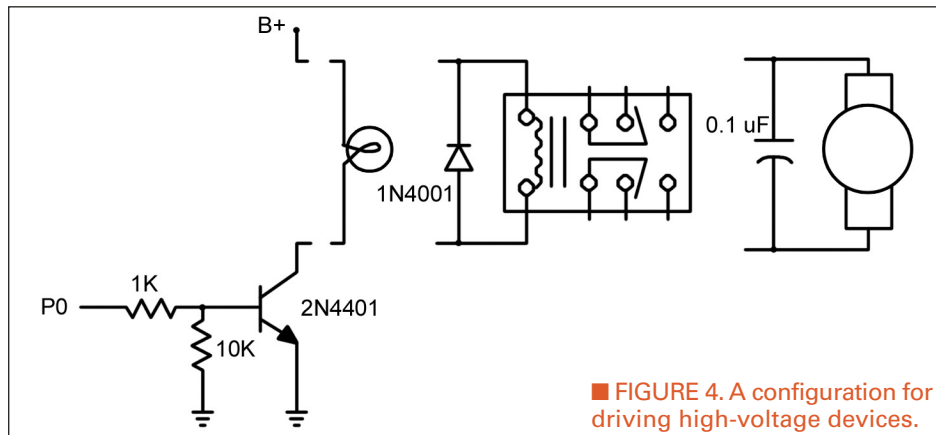 B+
0.1 uF
1N4001
1K
P0
2N4401
10K
■ FIGURE 4. A configuration for
driving high-voltage devices.